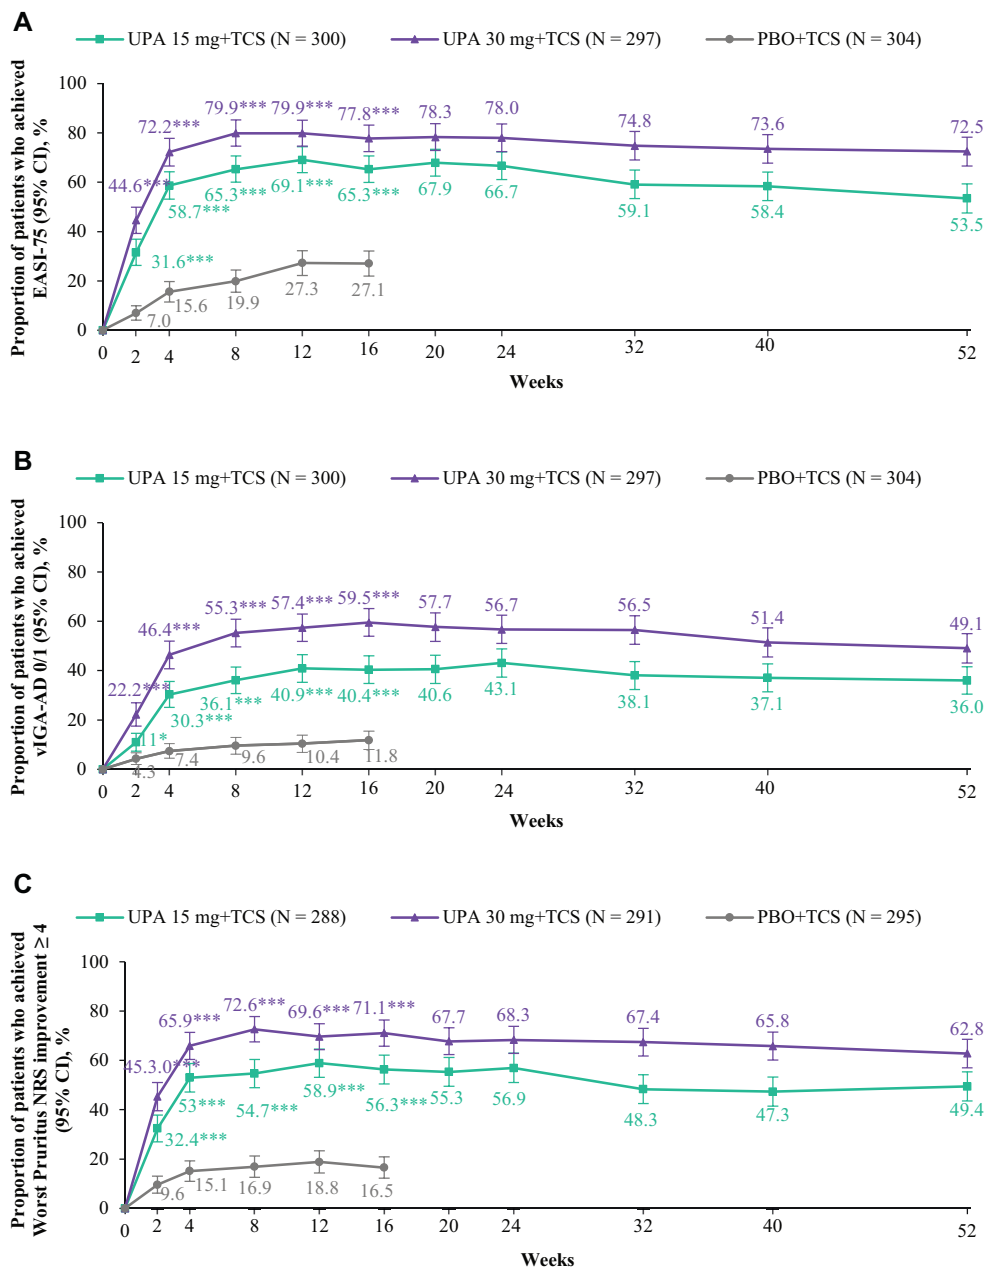 A
UPA 15 mg+TCS (N = 300) UPA 30 mg+TCS (N = 297) PBO+TCS (N = 304)
Proportion of patients who achieved
EASI-75 (95% CI), %
100
80
60
40
20
0
44.6*** 72.2*** 79.9*** 79.9*** 77.8*** 78.3 78.0 74.8 73.6 72.5
31.6*** 58.7*** 65.3*** 69.1*** 65.3*** 67.9 66.7 59.1 58.4 53.5
7.0 15.6 19.9 27.3 27.1
0 2 4 8 12 16 20 24 32 40 52
Weeks
B
UPA 15 mg+TCS (N = 300) UPA 30 mg+TCS (N = 297) PBO+TCS (N = 304)
Proportion of patients who achieved
vIGA-AD 0/1 (95% CI), %
100
80
60
40
20
0
22.2*** 46.4*** 55.3*** 57.4*** 59.5*** 57.7 56.7 56.5 51.4 49.1
11* 30.3*** 36.1*** 40.9*** 40.4*** 40.6 43.1 38.1 37.1 36.0
4.3 7.4 9.6 10.4 11.8
0 2 4 8 12 16 20 24 32 40 52
Weeks
C
UPA 15 mg+TCS (N = 288) UPA 30 mg+TCS (N = 291) PBO+TCS (N = 295)
Proportion of patients who achieved
Worst Pruritus NRS improvement ≥ 4
(95% CI), %
100
80
60
40
20
0
45.3.0*** 65.9*** 72.6*** 69.6*** 71.1*** 67.7 68.3 67.4 65.8 62.8
32.4*** 53*** 54.7*** 58.9*** 56.3*** 55.3 56.9 48.3 47.3 49.4
9.6 15.1 16.9 18.8 16.5
0 2 4 8 12 16 20 24 32 40 52
Weeks